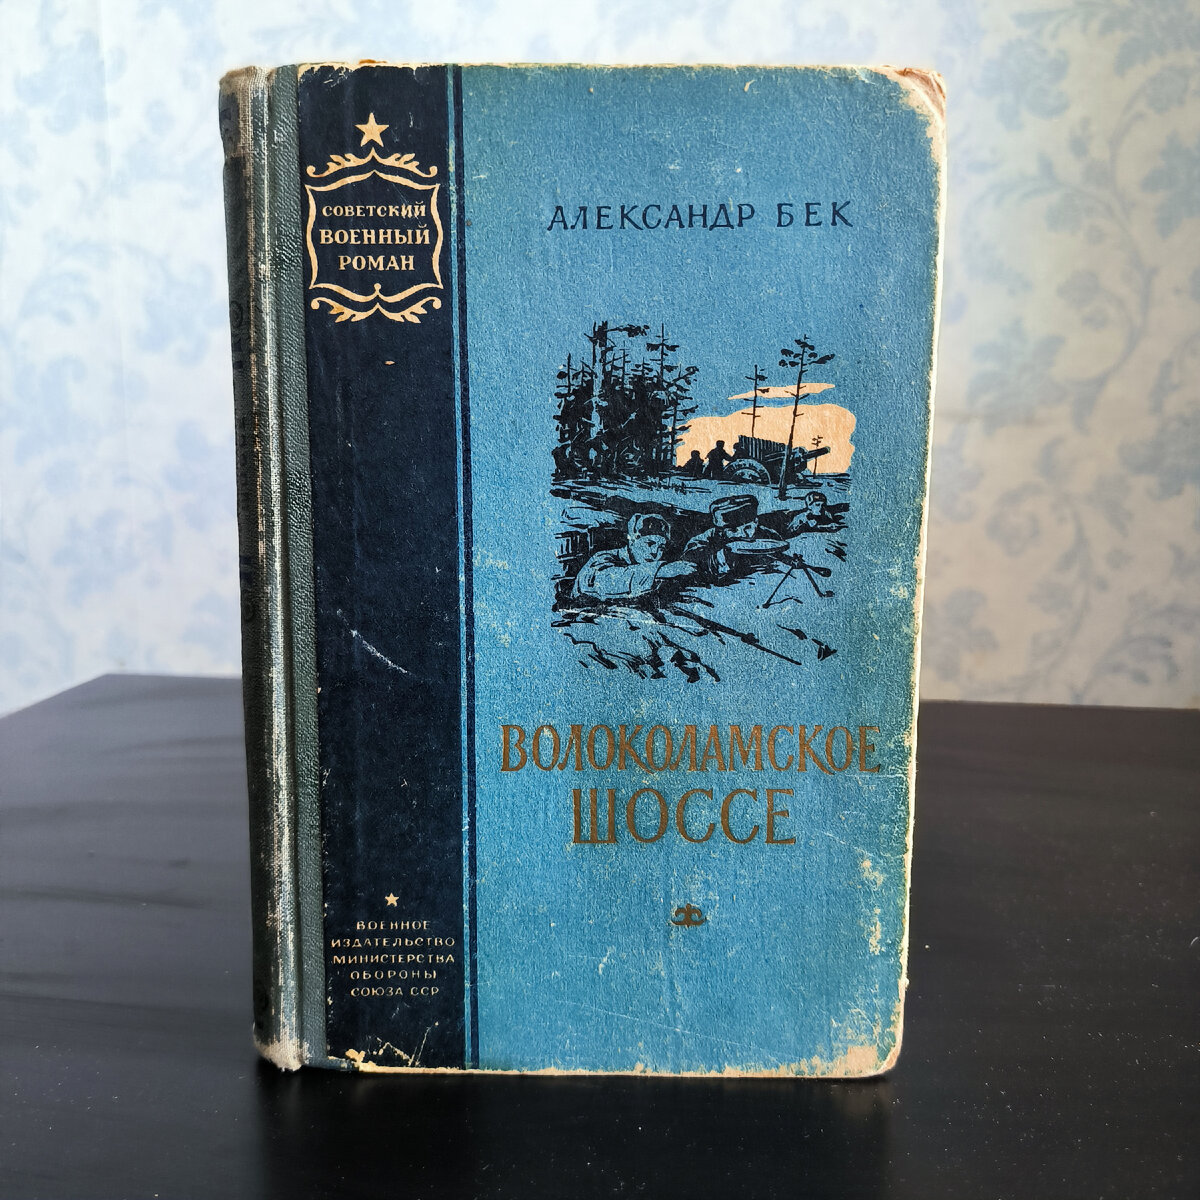 СОВЕТСКИЙ
ВОЕННЫЙ
РОМАН
АЛЕКСАНДР БЕК
ВОЛОКОЛАМСКОЕ
ШОССЕ
ВОЕННОЕ
ИЗДАТЕЛЬСТВО
МИНИСТЕРСТВА
ОБОРОНЫ
СОЮЗА ССР